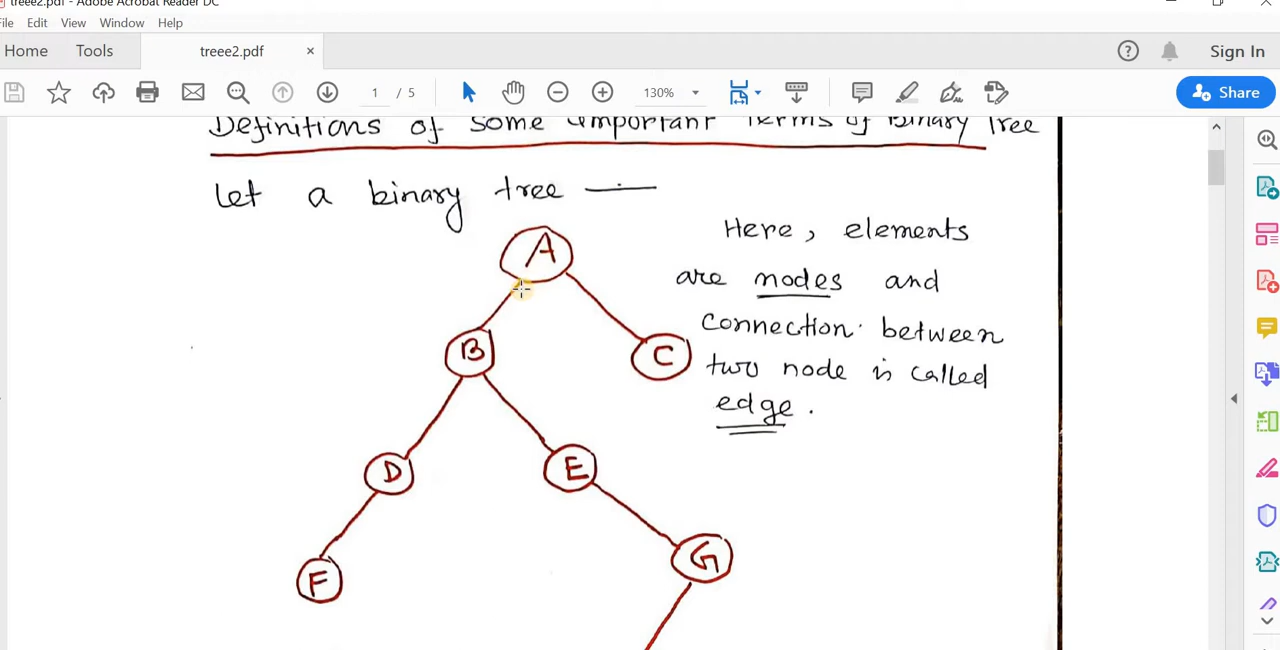 treee2.pdf - Adobe Acrobat Reader DC
File Edit View Window Help
Home Tools treee2.pdf × Sign In
1 / 5 130% Share
Definitions of Some Important Terms of Binary Tree
Let a binary tree
A
Here, elements
are nodes and
connection between
B
C
two node is called
edge.
D
E
G
F